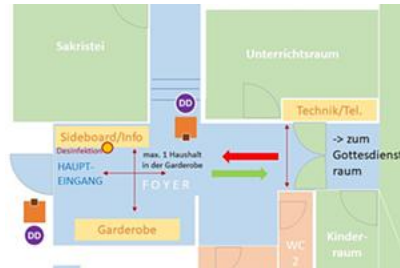 Sakristei
Unterrichtsraum
DD
Technik/Tel.
Sideboard/Info
Desinfektion
max. 1 Haushalt
in der Garderobe
-> zum
Gottesdienst
raum
HAUPT-
EINGANG
FOYER
DD
Garderobe
WC
2
Kinder-
raum